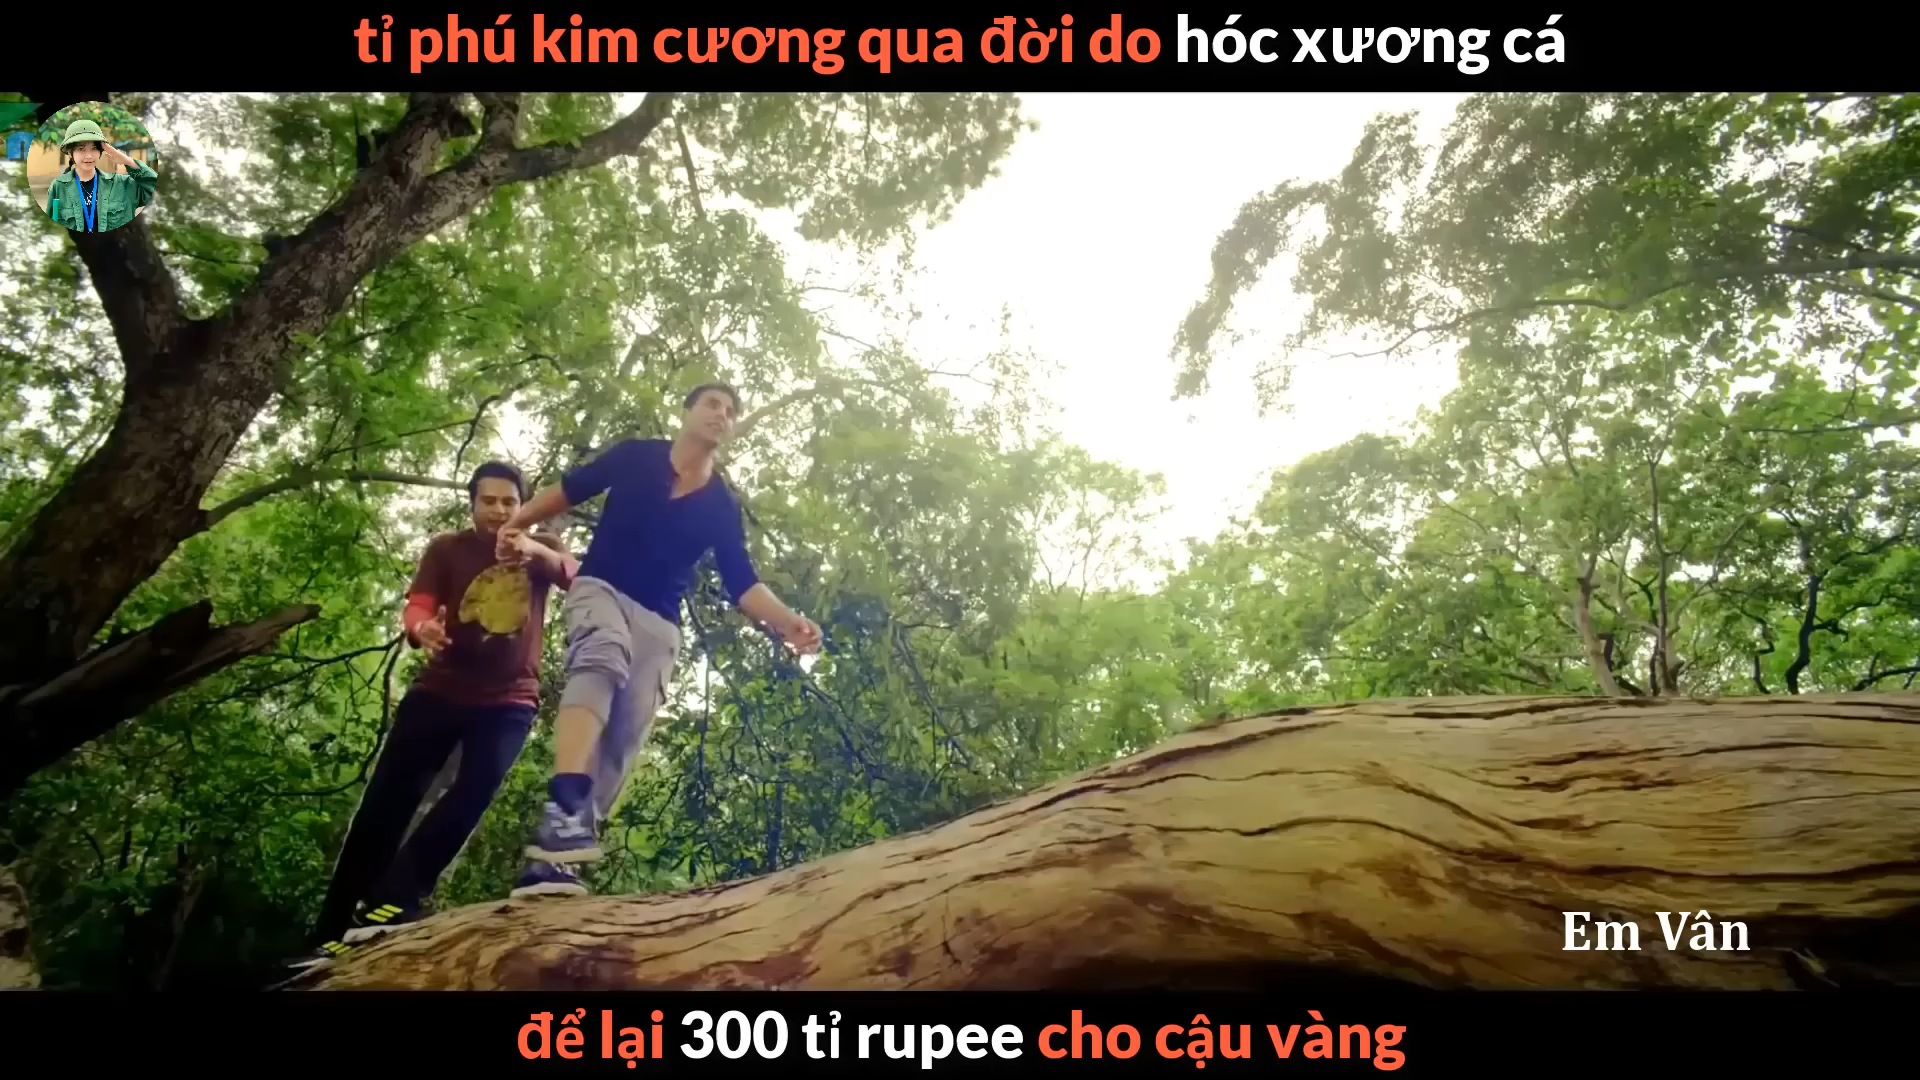 tỉ phú kim cương qua đời do hóc xương cá
Em Vân
để lại 300 tỉ rupee cho cậu vàng